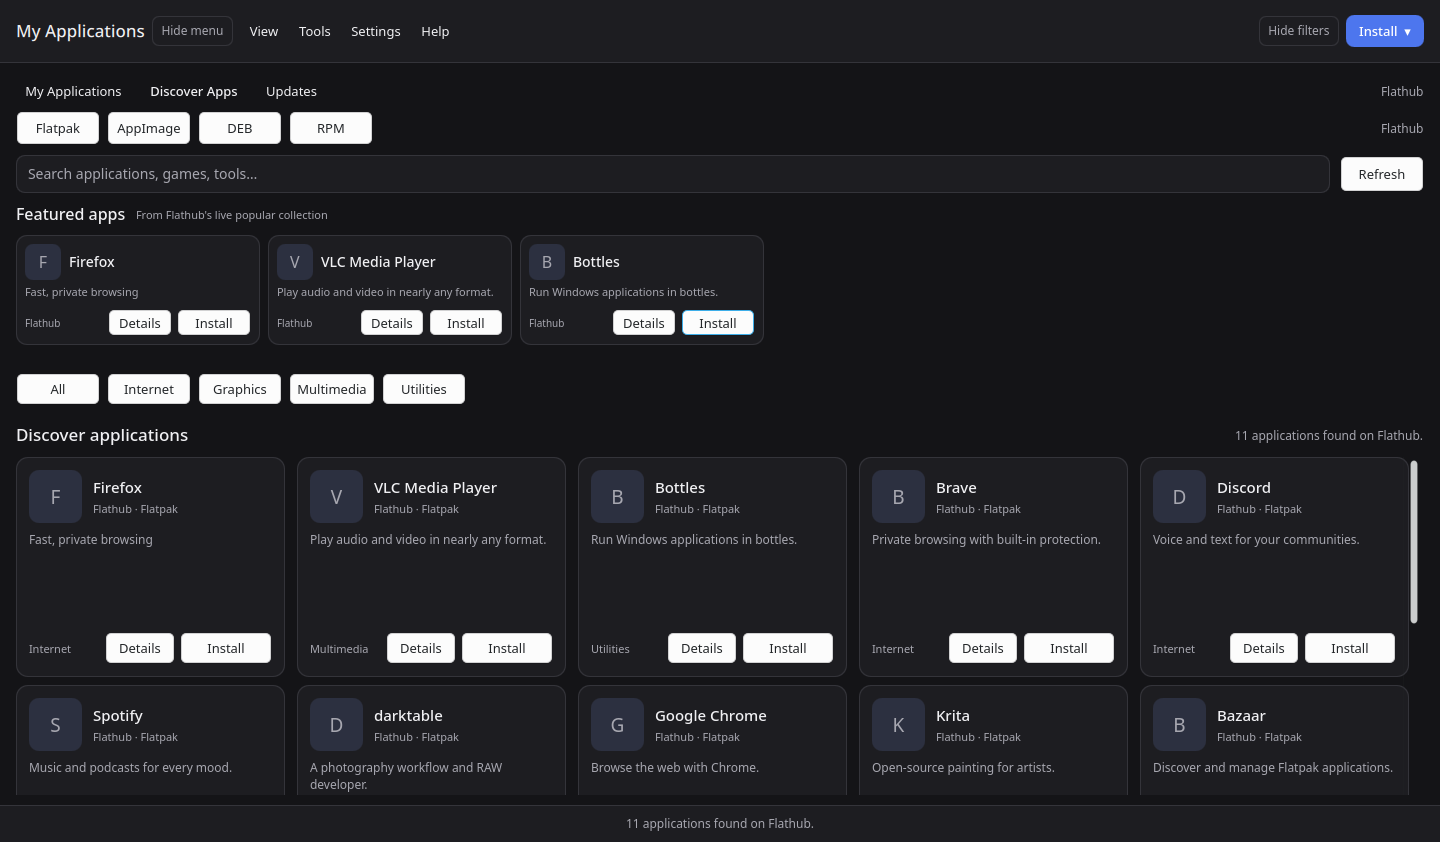 My Applications Hide menu View Tools Settings Help Hide filters Install ▾
My Applications Discover Apps Updates Flathub
Flatpak AppImage DEB RPM Flathub
Search applications, games, tools... Refresh
Featured apps From Flathub's live popular collection
F Firefox V VLC Media Player B Bottles
Fast, private browsing Play audio and video in nearly any format. Run Windows applications in bottles.
Flathub Details Install Flathub Details Install Flathub Details Install
All Internet Graphics Multimedia Utilities
Discover applications 11 applications found on Flathub.
F Firefox V VLC Media Player B Bottles B Brave D Discord
Flathub · Flatpak Flathub · Flatpak Flathub · Flatpak Flathub · Flatpak Flathub · Flatpak
Fast, private browsing Play audio and video in nearly any format. Run Windows applications in bottles. Private browsing with built-in protection. Voice and text for your communities.
Internet Details Install Multimedia Details Install Utilities Details Install Internet Details Install Internet Details Install
S Spotify D darktable G Google Chrome K Krita B Bazaar
Flathub · Flatpak Flathub · Flatpak Flathub · Flatpak Flathub · Flatpak Flathub · Flatpak
Music and podcasts for every mood. A photography workflow and RAW Browse the web with Chrome. Open-source painting for artists. Discover and manage Flatpak applications.
developer.
11 applications found on Flathub.